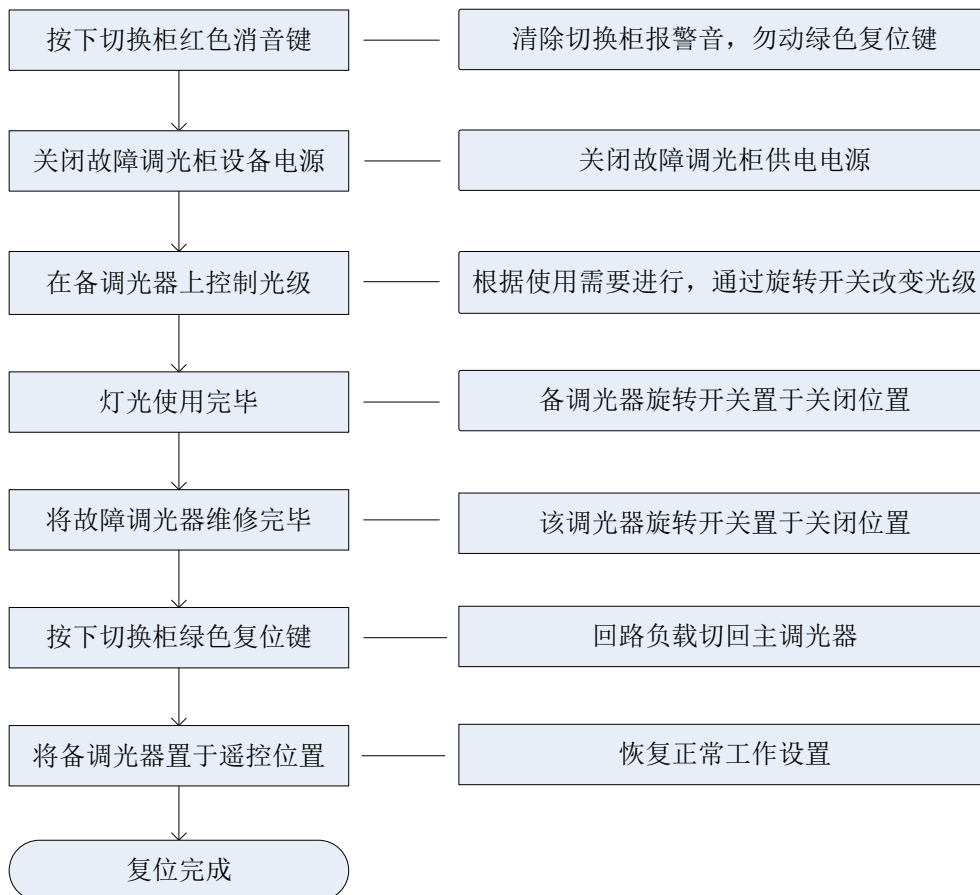 按下切换柜红色消音键
清除切换柜报警音，勿动绿色复位键
关闭故障调光柜设备电源
关闭故障调光柜供电电源
在备调光器上控制光级
根据使用需要进行，通过旋转开关改变光级
灯光使用完毕
备调光器旋转开关置于关闭位置
将故障调光器维修完毕
该调光器旋转开关置于关闭位置
按下切换柜绿色复位键
回路负载切回主调光器
将备调光器置于遥控位置
恢复正常工作设置
复位完成